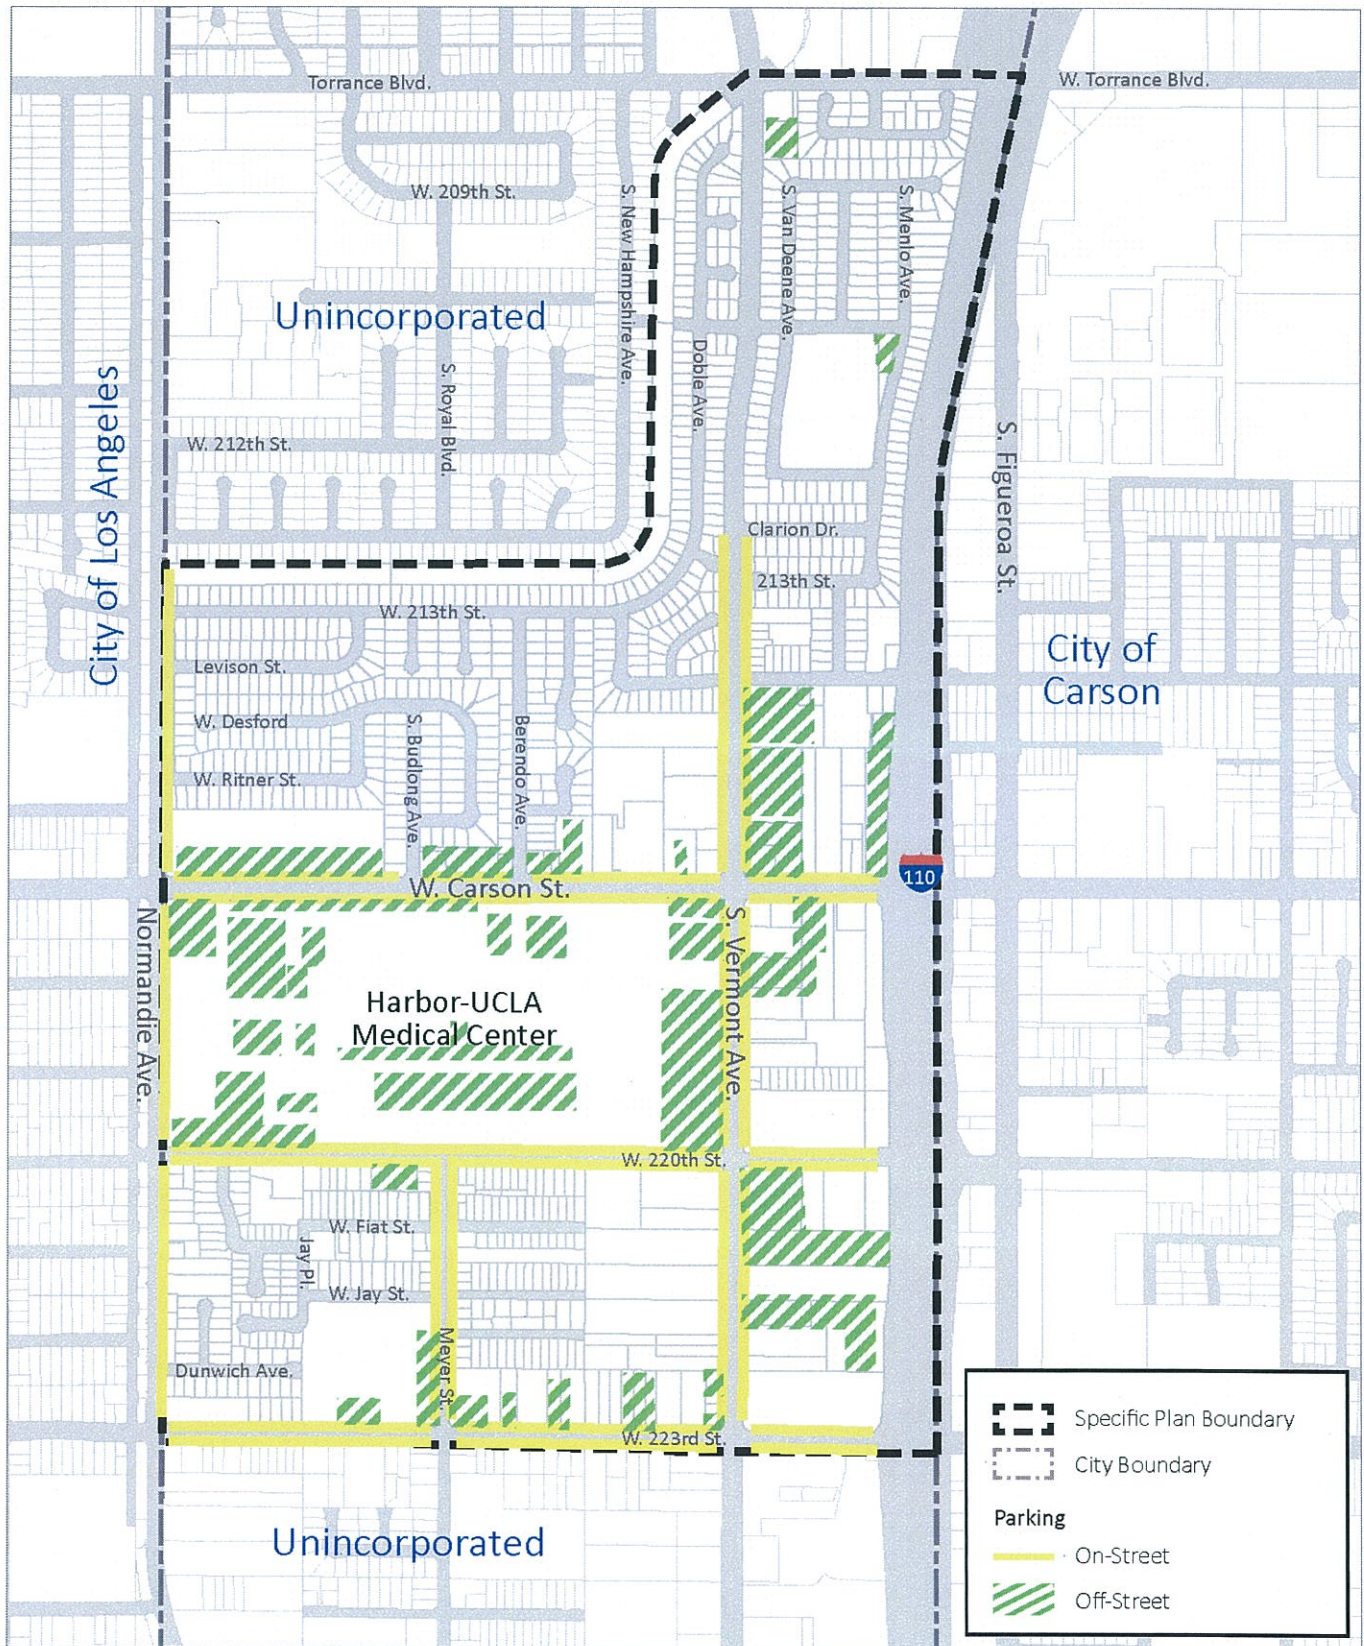 Torrance Blvd.
W. Torrance Blvd.
W. 209th St.
S. New Hampshire Ave.
S. Van Deene Ave.
S. Menlo Ave.
Unincorporated
City of Los Angeles
S. Royal Blvd.
Doble Ave.
W. 212th St.
S. Figueroa St.
Clarion Dr.
213th St.
W. 213th St.
City of
Carson
Levison St.
W. Desford
S. Budlong Ave.
Berendo Ave.
W. Ritner St.
110
W. Carson St.
Normandie Ave.
S. Vermont Ave.
Harbor-UCLA
Medical Center
W. 220th St.
W. Fiat St.
Jay Pl.
W. Jay St.
Meyer St.
Dunwich Ave.
W. 223rd St.
Unincorporated
Specific Plan Boundary
City Boundary
Parking
On-Street
Off-Street